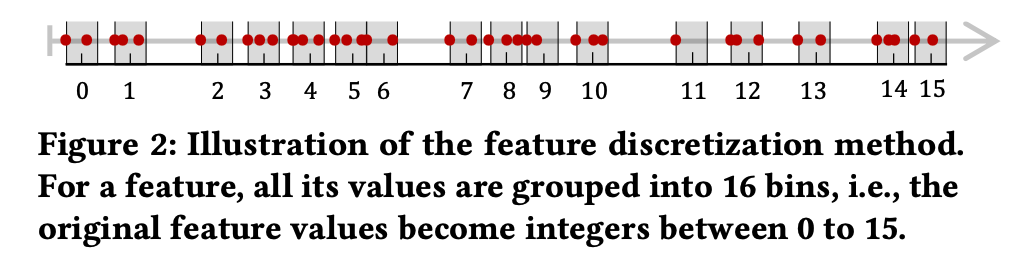 0 1 2 3 4 5 6 7 8 9 10 11 12 13 14 15
Figure 2: Illustration of the feature discretization method.
For a feature, all its values are grouped into 16 bins, i.e., the
original feature values become integers between 0 to 15.